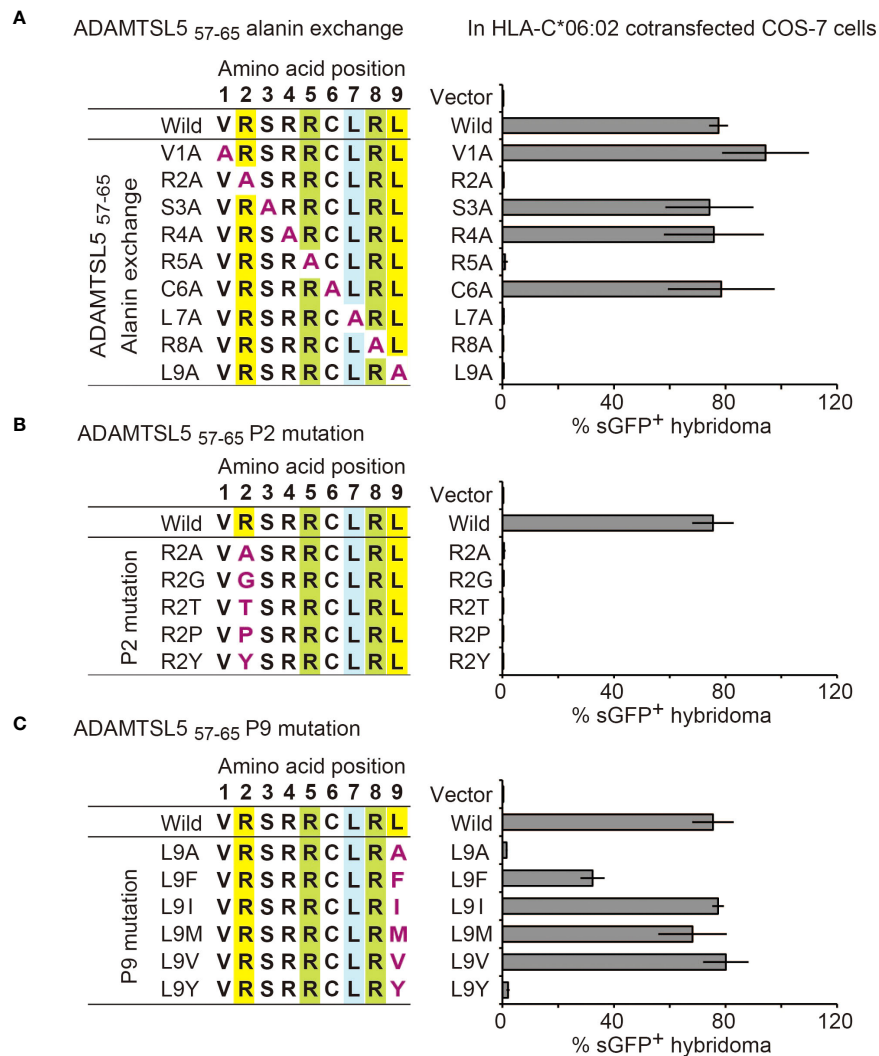 A
ADAMTSL5 57-65 alanin exchange
In HLA-C*06:02 cotransfected COS-7 cells
Amino acid position
1 2 3 4 5 6 7 8 9
Wild V R S R R C L R L
ADAMTSL5 57-65
Alanin exchange
V1A A R S R R C L R L
R2A V A S R R C L R L
S3A V R A R R C L R L
R4A V R S A R C L R L
R5A V R S R A C L R L
C6A V R S R R A L R L
L7A V R S R R C A R L
R8A V R S R R C L A L
L9A V R S R R C L R A
Vector
Wild
V1A
R2A
S3A
R4A
R5A
C6A
L7A
R8A
L9A
0 40 80 120
% sGFP+ hybridoma
B
ADAMTSL5 57-65 P2 mutation
Amino acid position
1 2 3 4 5 6 7 8 9
Wild V R S R R C L R L
P2 mutation
R2A V A S R R C L R L
R2G V G S R R C L R L
R2T V T S R R C L R L
R2P V P S R R C L R L
R2Y V Y S R R C L R L
Vector
Wild
R2A
R2G
R2T
R2P
R2Y
0 40 80 120
% sGFP+ hybridoma
C
ADAMTSL5 57-65 P9 mutation
Amino acid position
1 2 3 4 5 6 7 8 9
Wild V R S R R C L R L
P9 mutation
L9A V R S R R C L R A
L9F V R S R R C L R F
L9I V R S R R C L R I
L9M V R S R R C L R M
L9V V R S R R C L R V
L9Y V R S R R C L R Y
Vector
Wild
L9A
L9F
L9I
L9M
L9V
L9Y
0 40 80 120
% sGFP+ hybridoma